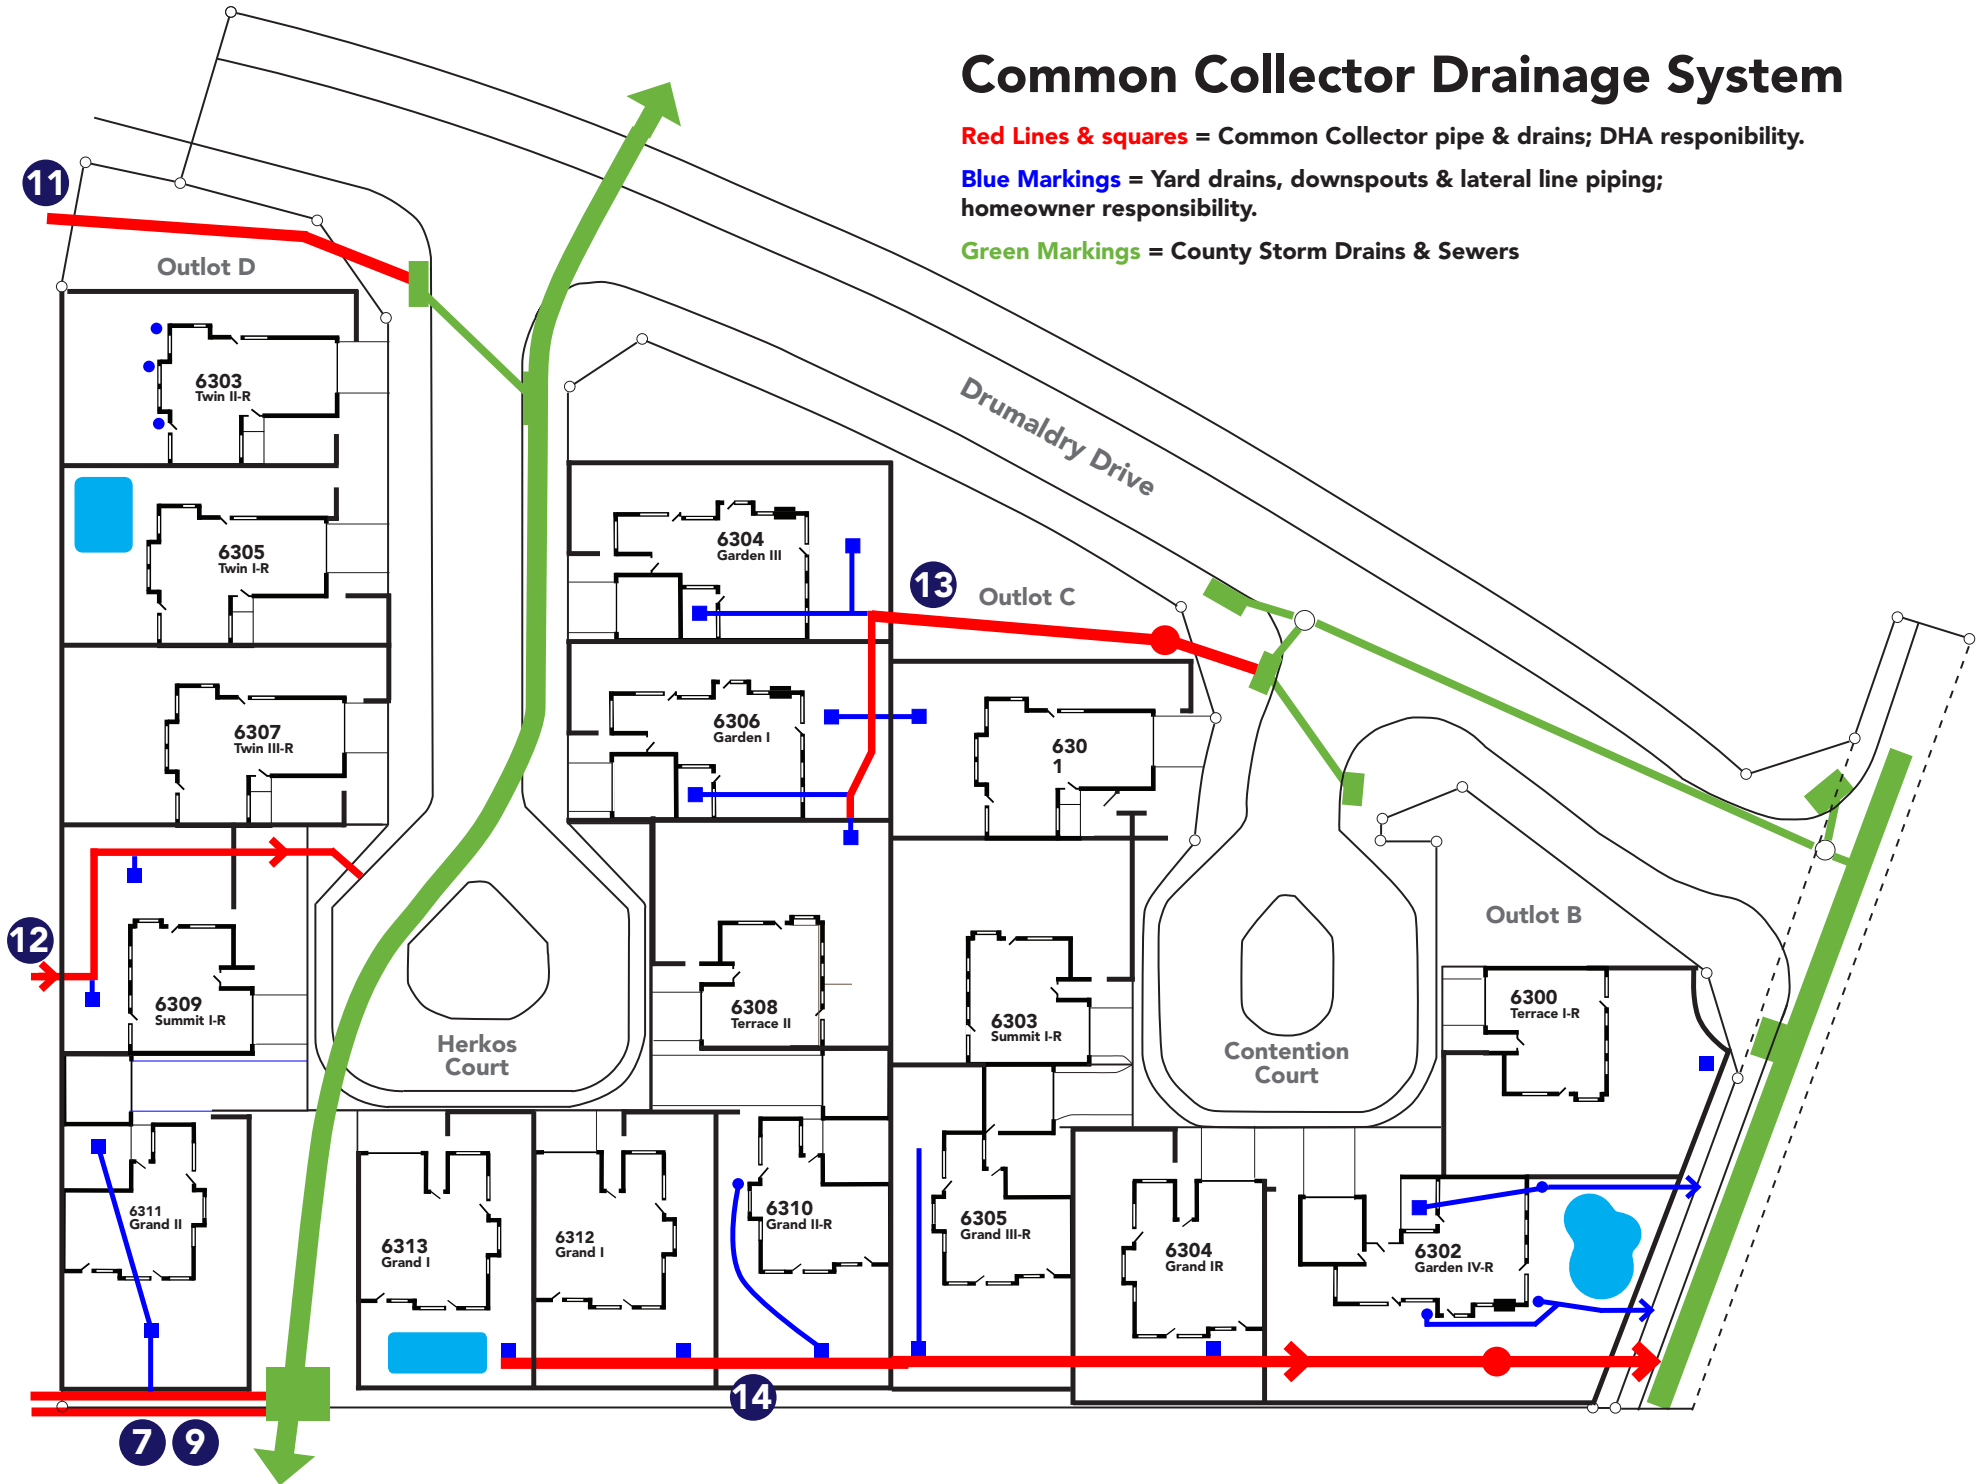 Common Collector Drainage System
Red Lines & squares = Common Collector pipe & drains; DHA responibility.
Blue Markings = Yard drains, downspouts & lateral line piping;
homeowner responsibility.
Green Markings = County Storm Drains & Sewers
11
Outlot D
6303
Twin II-R
6305
Twin I-R
6307
Twin III-R
12
6309
Summit I-R
6311
Grand II
7
9
Herkos
Court
6313
Grand I
6312
Grand I
6310
Grand II-R
14
6304
Garden III
6306
Garden I
6308
Terrace II
13
Outlot C
Drumaldry Drive
630
1
6303
Summit I-R
6305
Grand III-R
Contention
Court
6304
Grand IR
6302
Garden IV-R
Outlot B
6300
Terrace I-R